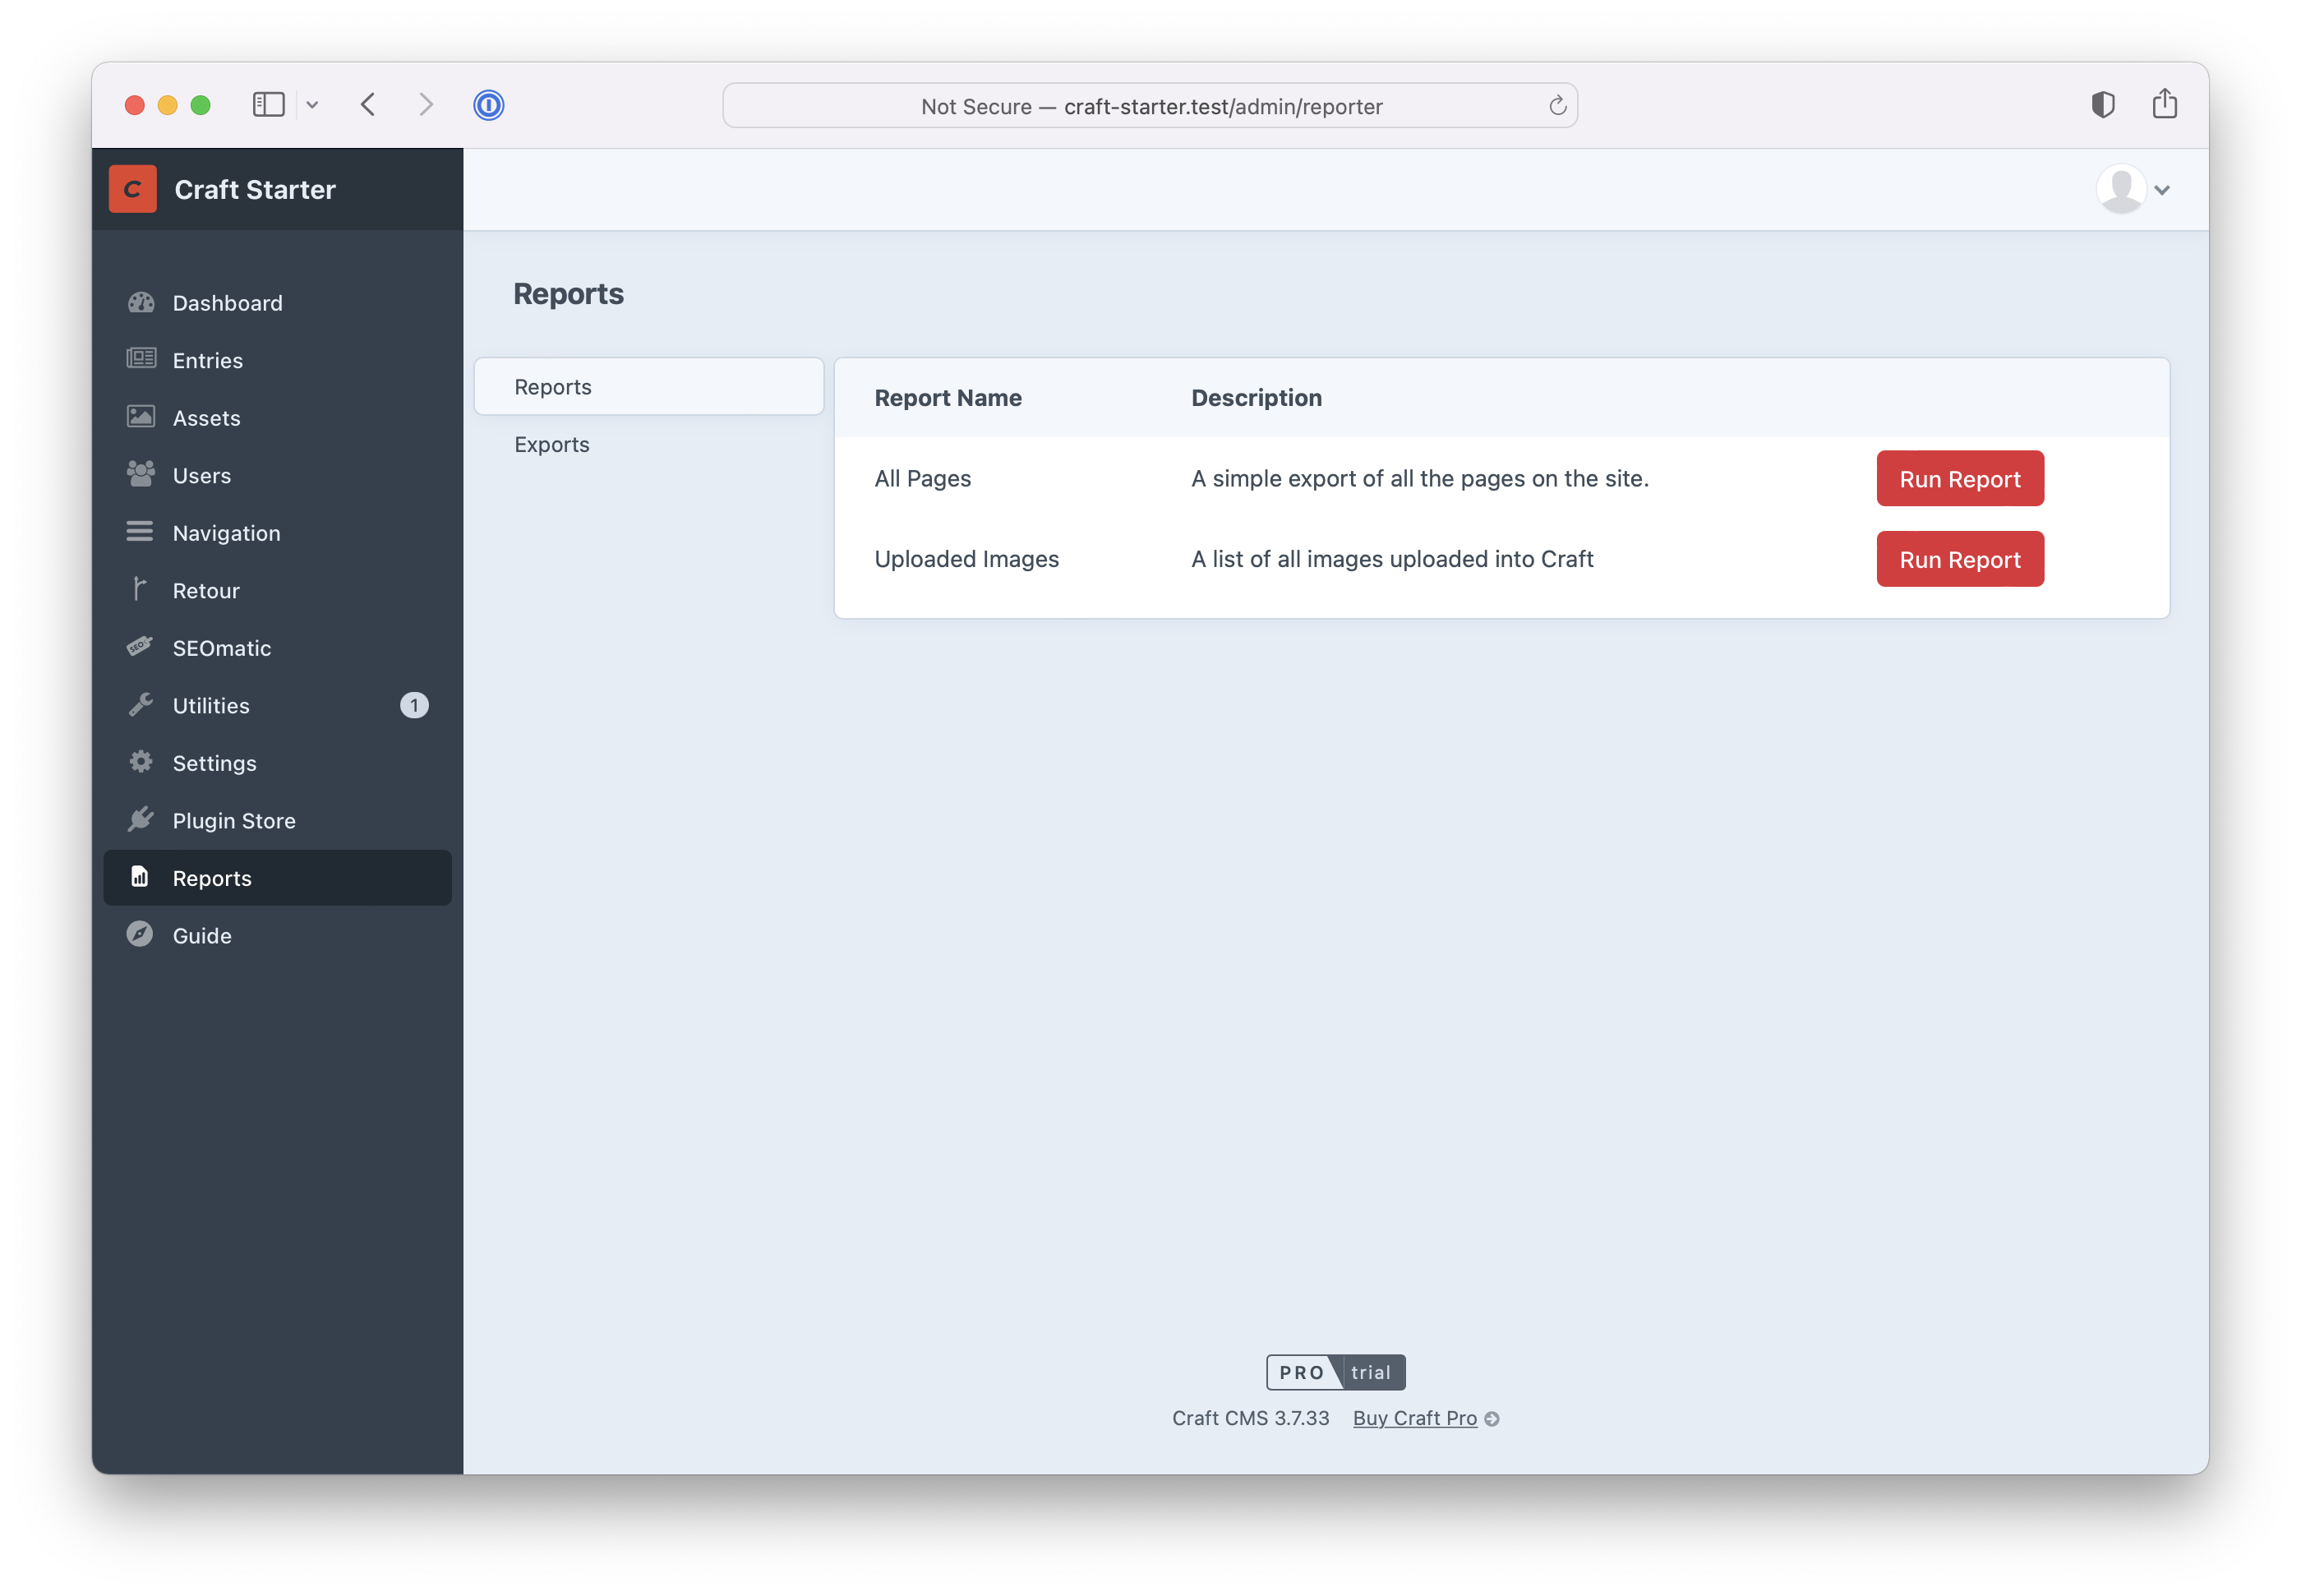 Not Secure — craft-starter.test/admin/reporter
C Craft Starter
Dashboard
Entries
Assets
Users
Navigation
Retour
SEO SEOmatic
Utilities 1
Settings
Plugin Store
Reports
Guide
Reports
Reports
Exports
Report Name Description
All Pages A simple export of all the pages on the site. Run Report
Uploaded Images A list of all images uploaded into Craft Run Report
PRO trial
Craft CMS 3.7.33 Buy Craft Pro